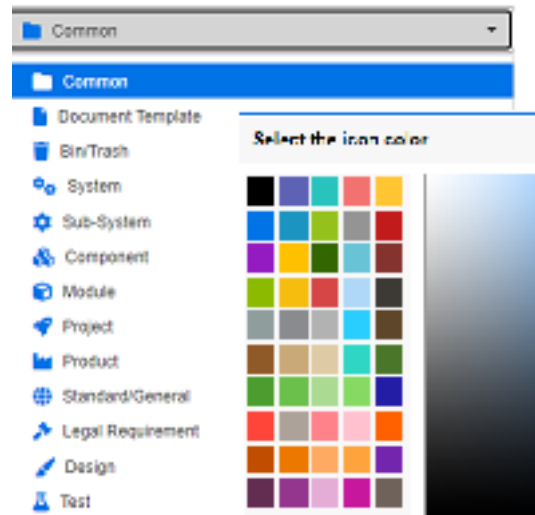 Common
Common
Document Template
Bin/Trash
System
Sub-System
Component
Module
Project
Product
Standard/General
Legal Requirement
Design
Test
Select the icon color